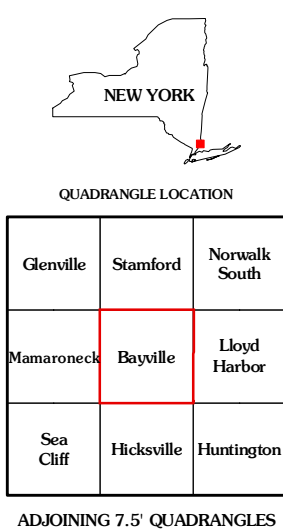 NEW YORK
QUADRANGLE LOCATION
Glenville
Stamford
Norwalk
South
Mamaroneck
Bayville
Lloyd
Harbor
Sea
Cliff
Hicksville
Huntington
ADJOINING 7.5' QUADRANGLES